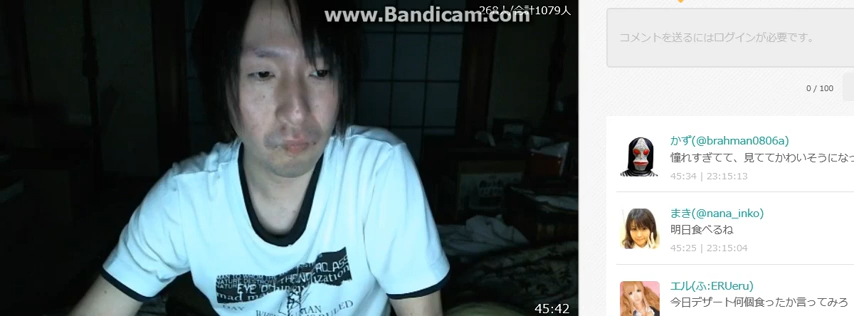 www.Bandicam.com
268人/合計1079人
EYE OF
mad ma
45:42
コメントを送るにはログインが必要です。
0 / 100
かず(@brahman0806a)
憧れすぎてて、見ててかわいそうになっ
45:34 | 23:15:13
まき(@nana_inko)
明日食べるね
45:25 | 23:15:04
エル(ふ:ERUeru)
今日デザート何個食ったか言ってみろ